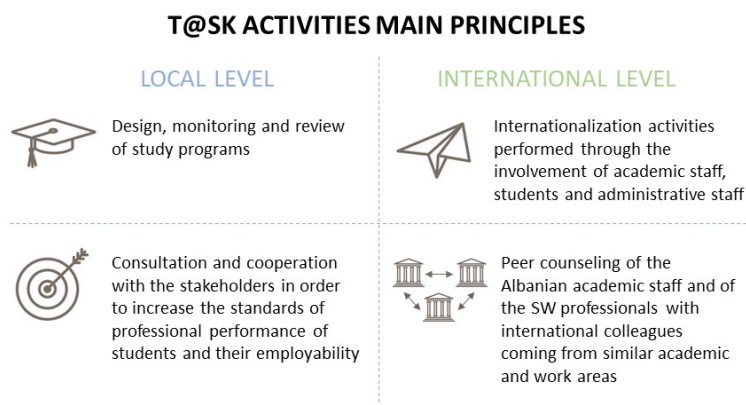 T@SK ACTIVITIES MAIN PRINCIPLES
LOCAL LEVEL
Design, monitoring and review
of study programs
Consultation and cooperation
with the stakeholders in order
to increase the standards of
professional performance of
students and their employability
INTERNATIONAL LEVEL
Internationalization activities
performed through the
involvement of academic staff,
students and administrative staff
Peer counseling of the
Albanian academic staff and of
the SW professionals with
international colleagues
coming from similar academic
and work areas